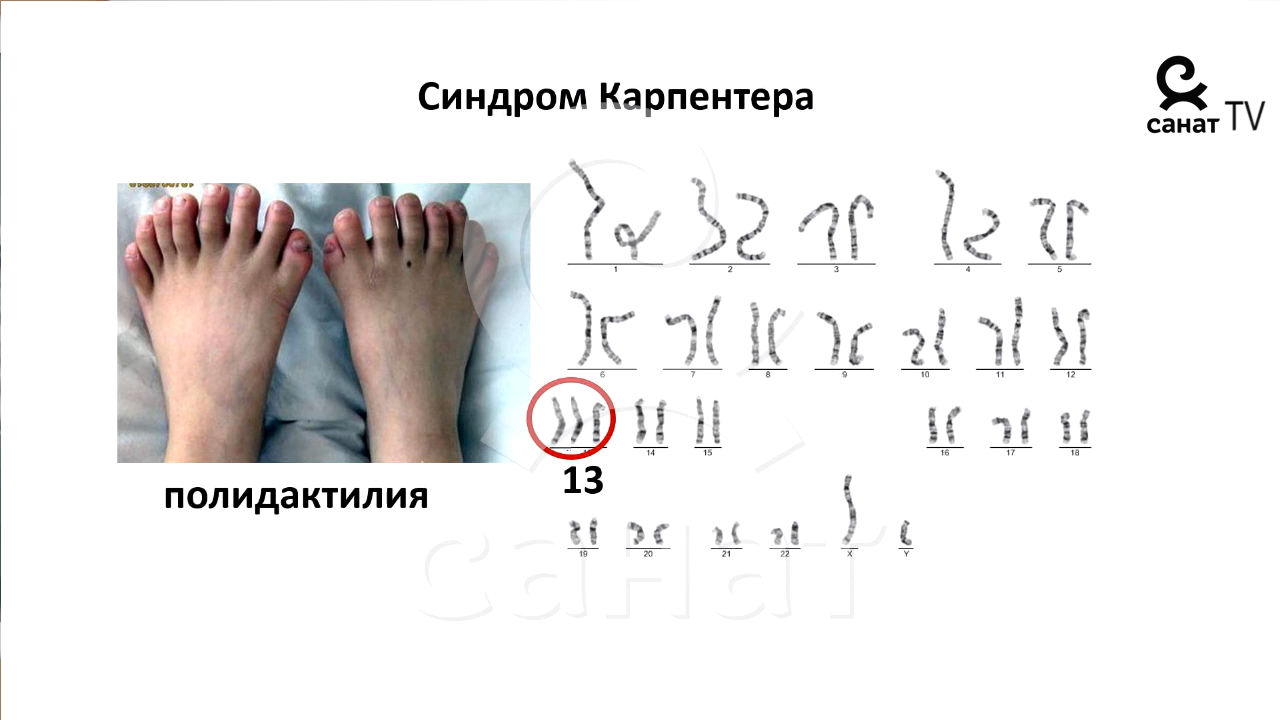 Синдром Карпентера
санат TV
1 2 3 4 5
6 7 8 9 10 11 12
14 15 16 17 18
13
полидактилия
19 20 21 22 X Y
санат